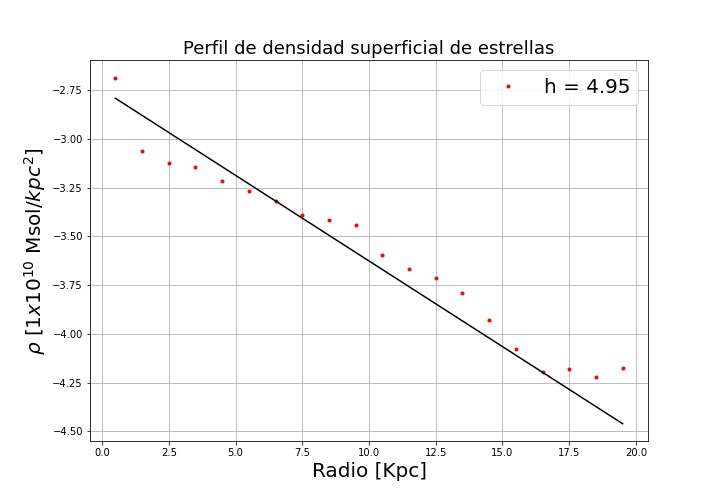 Perfil de densidad superficial de estrellas
h = 4.95
ρ [1x10^{10} Msol/kpc^2]
−2.75
−3.00
−3.25
−3.50
−3.75
−4.00
−4.25
−4.50
0.0 2.5 5.0 7.5 10.0 12.5 15.0 17.5 20.0
Radio [Kpc]